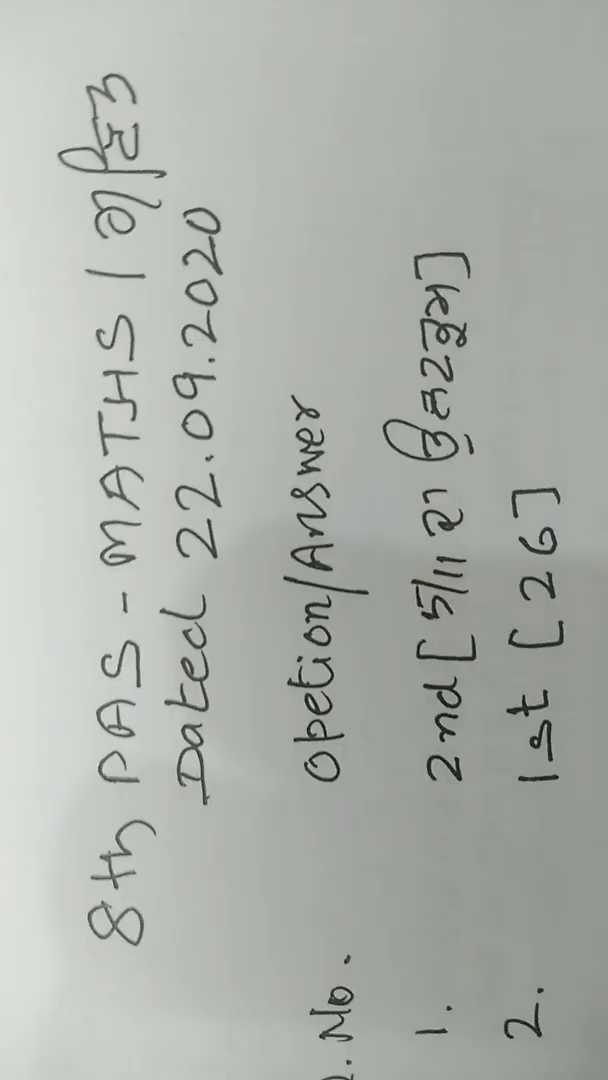 8th PAS - MATHS / ਗਣਿਤ
Dated 22.09.2020
. No. Opetion/Answer
1. 2nd [5/11 ਦਾ ਉਲਟਕ੍ਰਮ]
2. 1st [26]